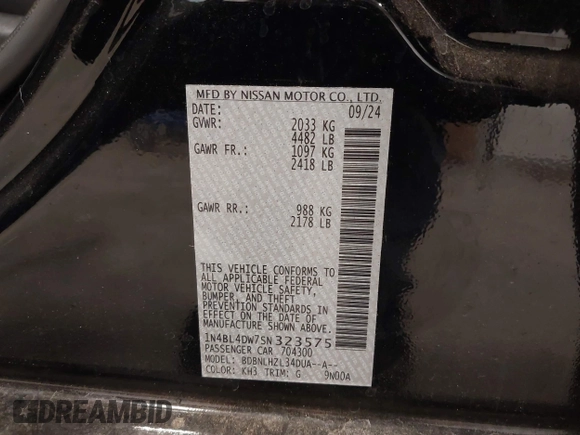 MFD BY NISSAN MOTOR CO., LTD.
DATE: 09/24
GVWR: 2033 KG
4482 LB
GAWR FR.: 1097 KG
2418 LB
GAWR RR.: 988 KG
2178 LB
THIS VEHICLE CONFORMS TO
ALL APPLICABLE FEDERAL
MOTOR VEHICLE SAFETY,
BUMPER, AND THEFT
PREVENTION STANDARDS
IN EFFECT ON THE DATE OF
MANUFACTURE SHOWN ABOVE.
1N4BL4DW7SN323575
PASSENGER CAR 704300
MODEL: BDBNLHZL34DUA--A--
COLOR: KH3 TRIM: G 9N00A
DREAMBID